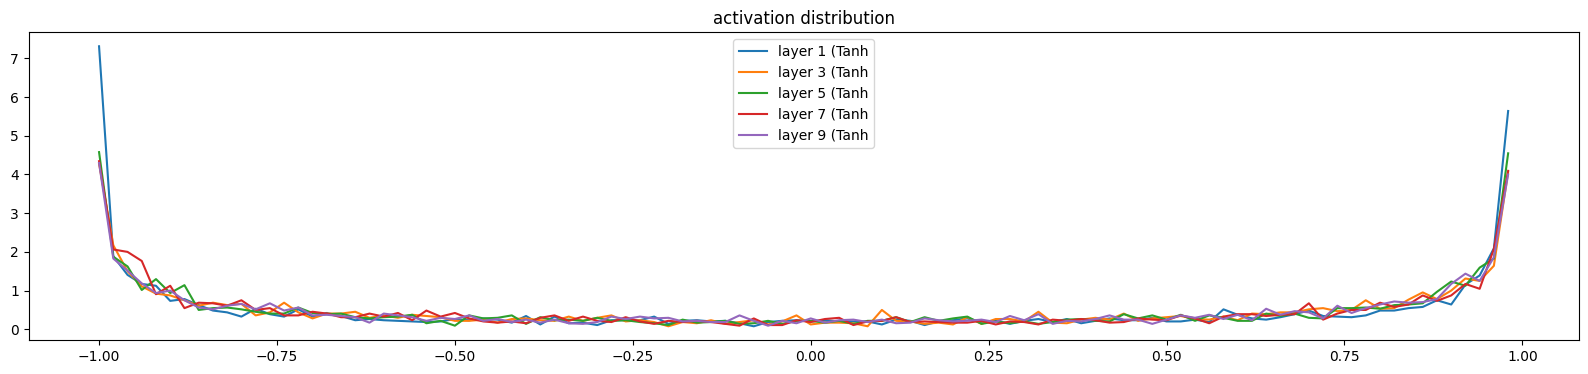 activation distribution
layer 1 (Tanh
layer 3 (Tanh
layer 5 (Tanh
layer 7 (Tanh
layer 9 (Tanh
7
6
5
4
3
2
1
0
−1.00 −0.75 −0.50 −0.25 0.00 0.25 0.50 0.75 1.00